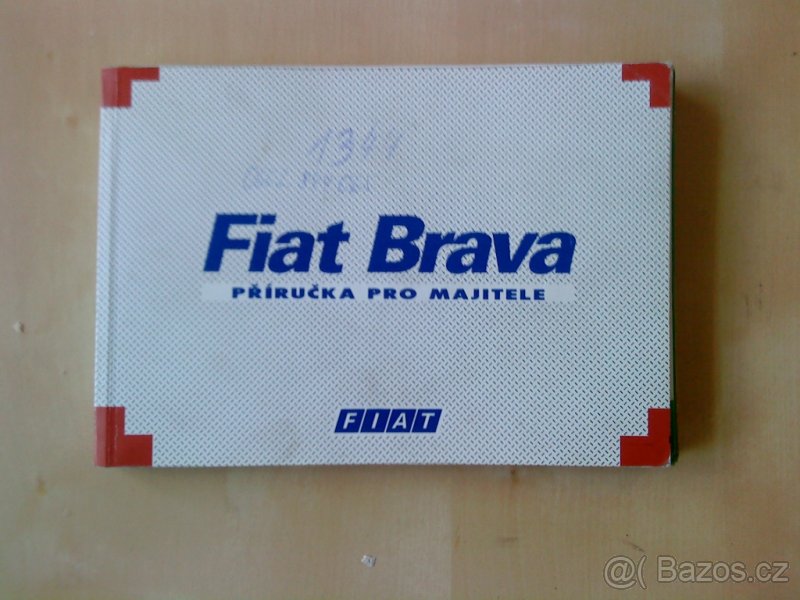 1344
Fiat Brava
PŘÍRUČKA PRO MAJITELE
FIAT
@( Bazos.cz